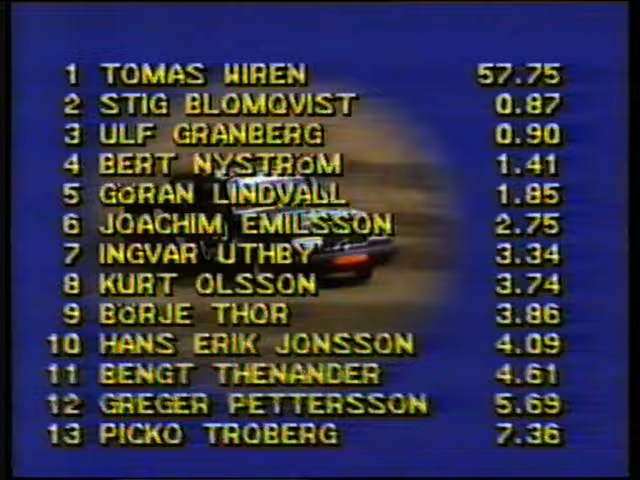 1 TOMAS WIREN 57.75
2 STIG BLOMQVIST 0.87
3 ULF GRANBERG 0.90
4 BERT NYSTRÖM 1.41
5 GÖRAN LINDVALL 1.85
6 JOACHIM EMILSSON 2.75
7 INGVAR UTHBY 3.34
8 KURT OLSSON 3.74
9 BÖRJE THOR 3.86
10 HANS ERIK JONSSON 4.09
11 BENGT THENANDER 4.61
12 GREGER PETTERSSON 5.69
13 PICKO TROBERG 7.36